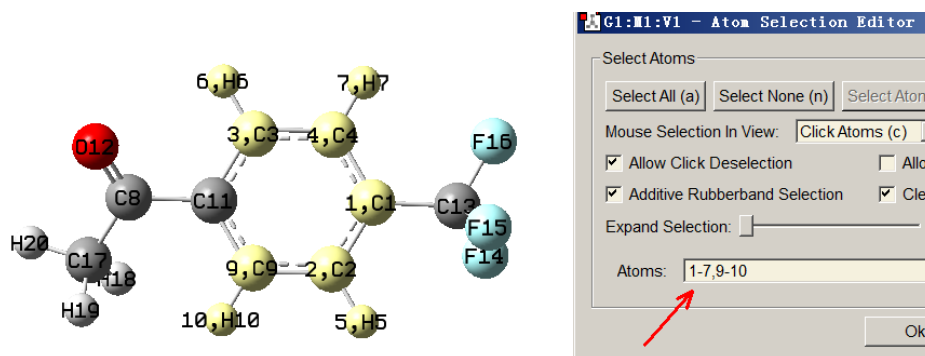 6,H6
7,H7
3,C3
4,C4
O12
F16
C8
C11
1,C1
C13
F15
H20
C17
H18
9,C9
2,C2
F14
H19
10,H10
5,H5
G1:M1:V1 - Atom Selection Editor
Select Atoms
Select All (a) Select None (n) Select Atom
Mouse Selection In View: Click Atoms (c)
Allow Click Deselection Allo
Additive Rubberband Selection Cle
Expand Selection:
Atoms: 1-7,9-10
Ok